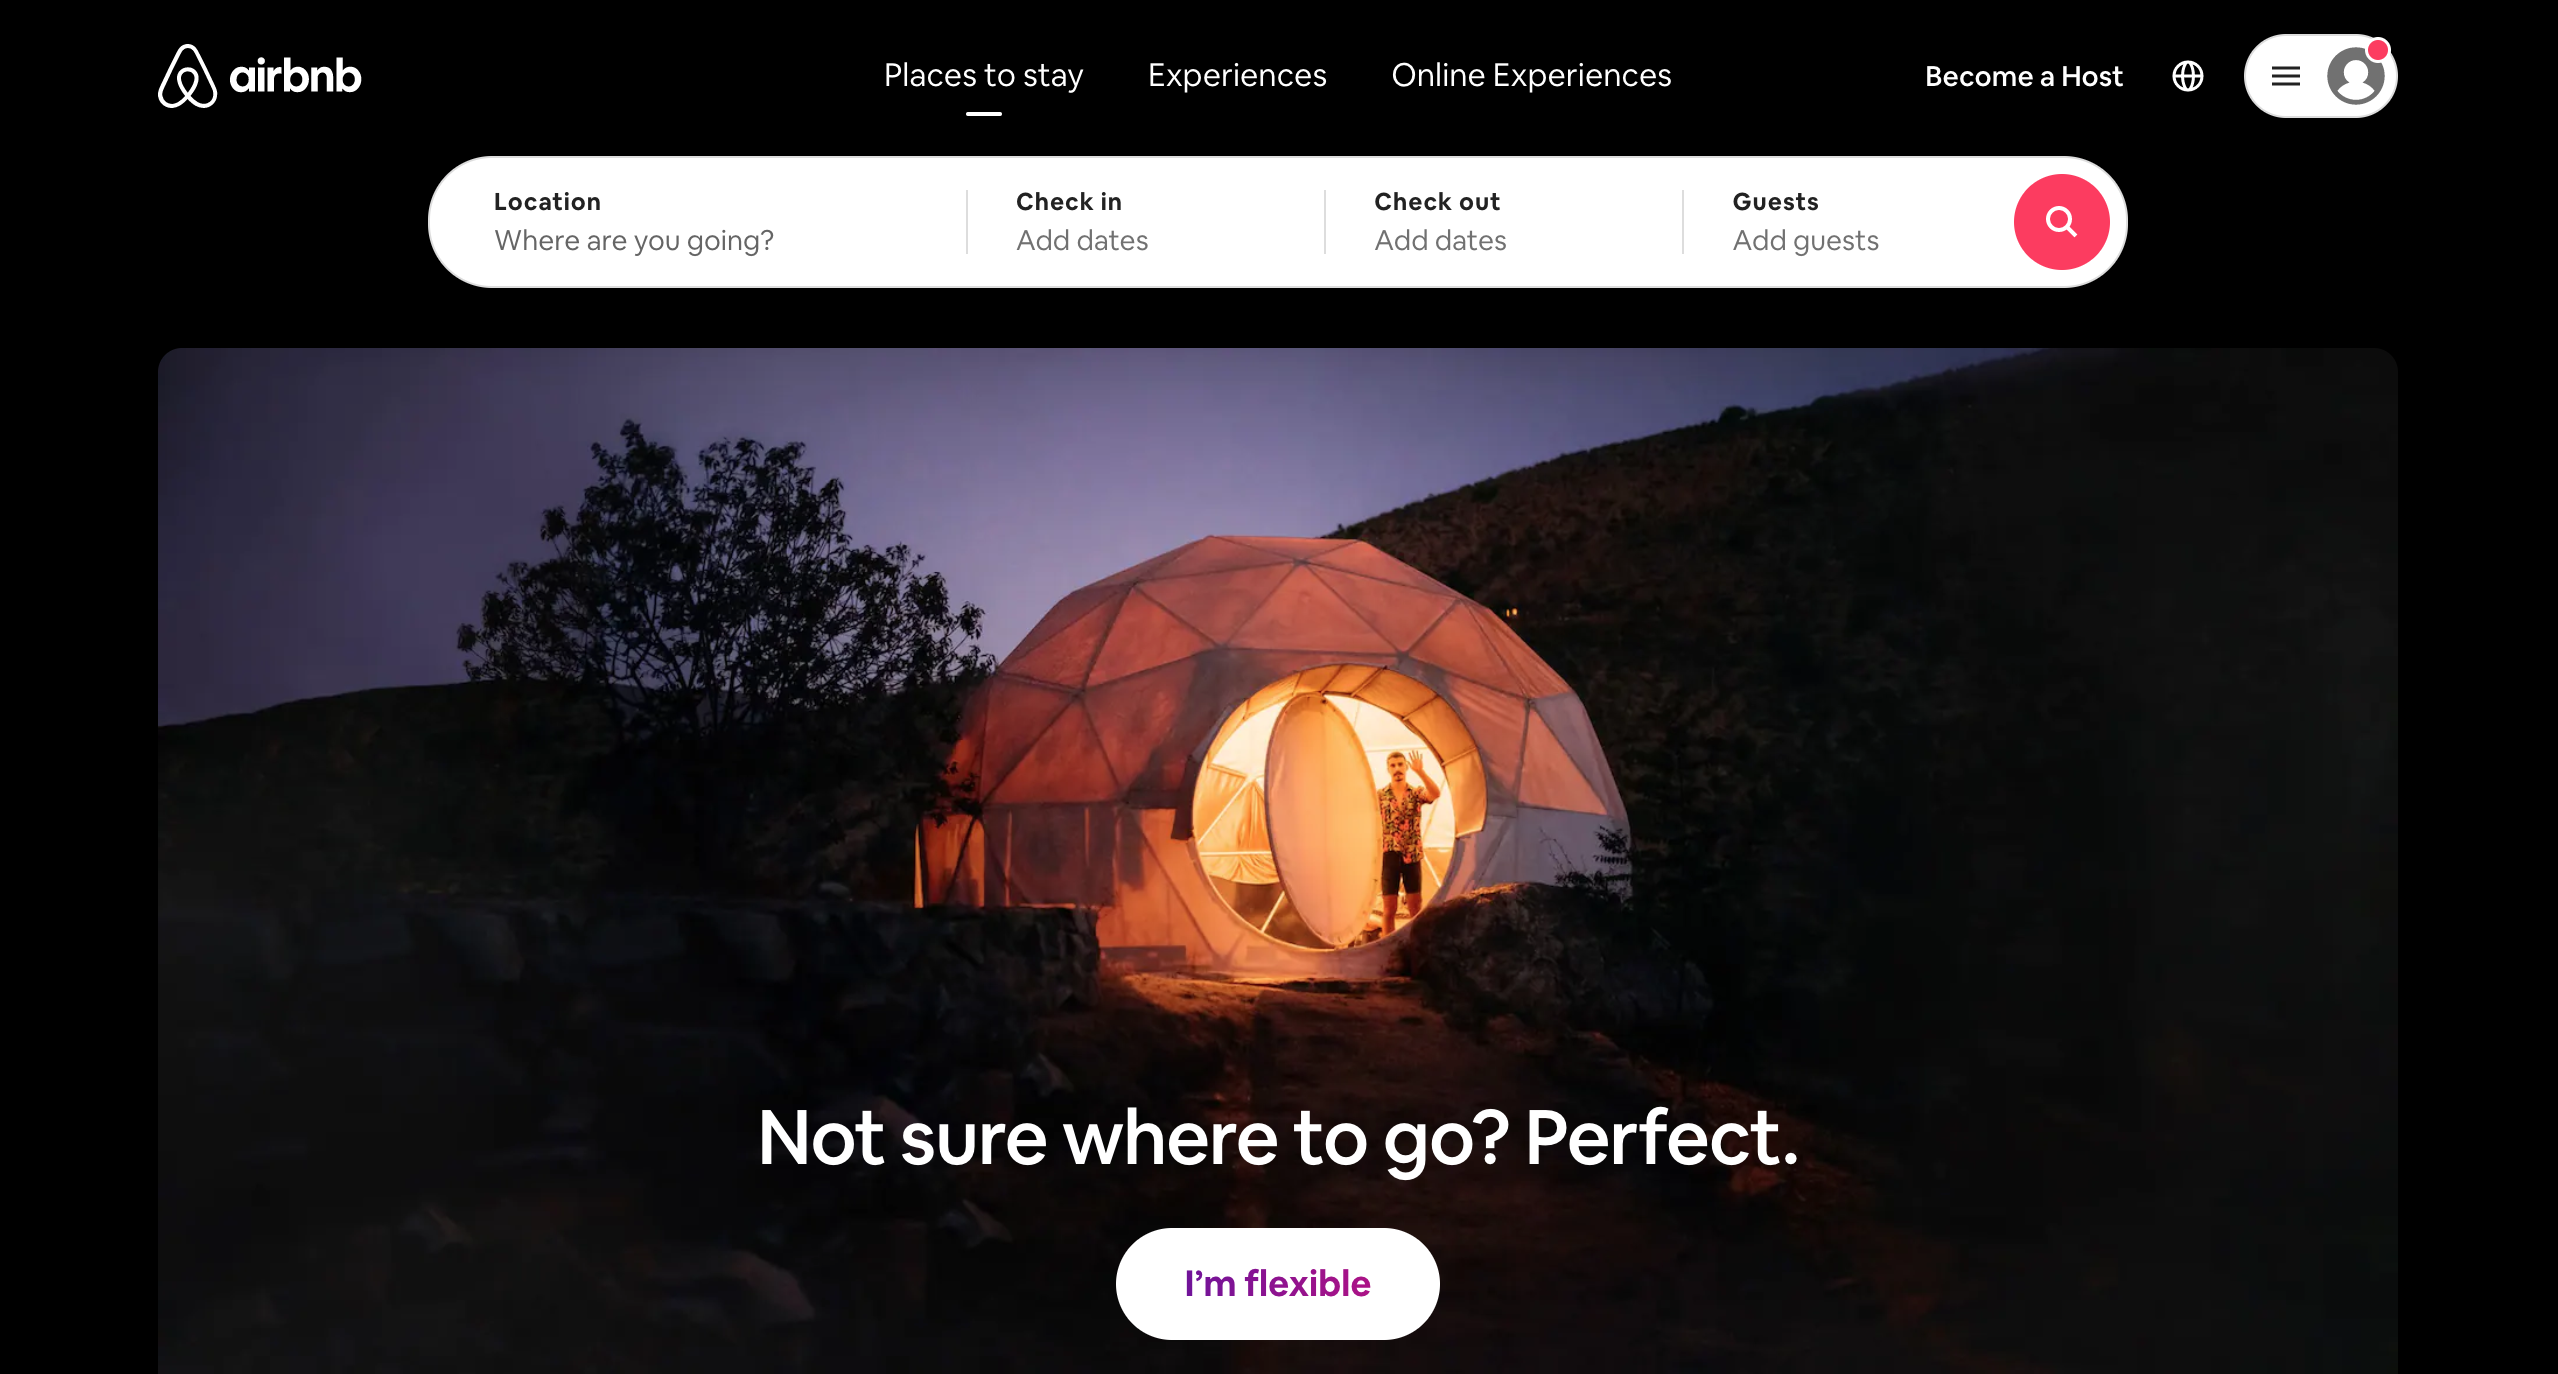 airbnb
Places to stay
Experiences
Online Experiences
Become a Host
Location
Where are you going?
Check in
Add dates
Check out
Add dates
Guests
Add guests
Not sure where to go? Perfect.
I’m flexible